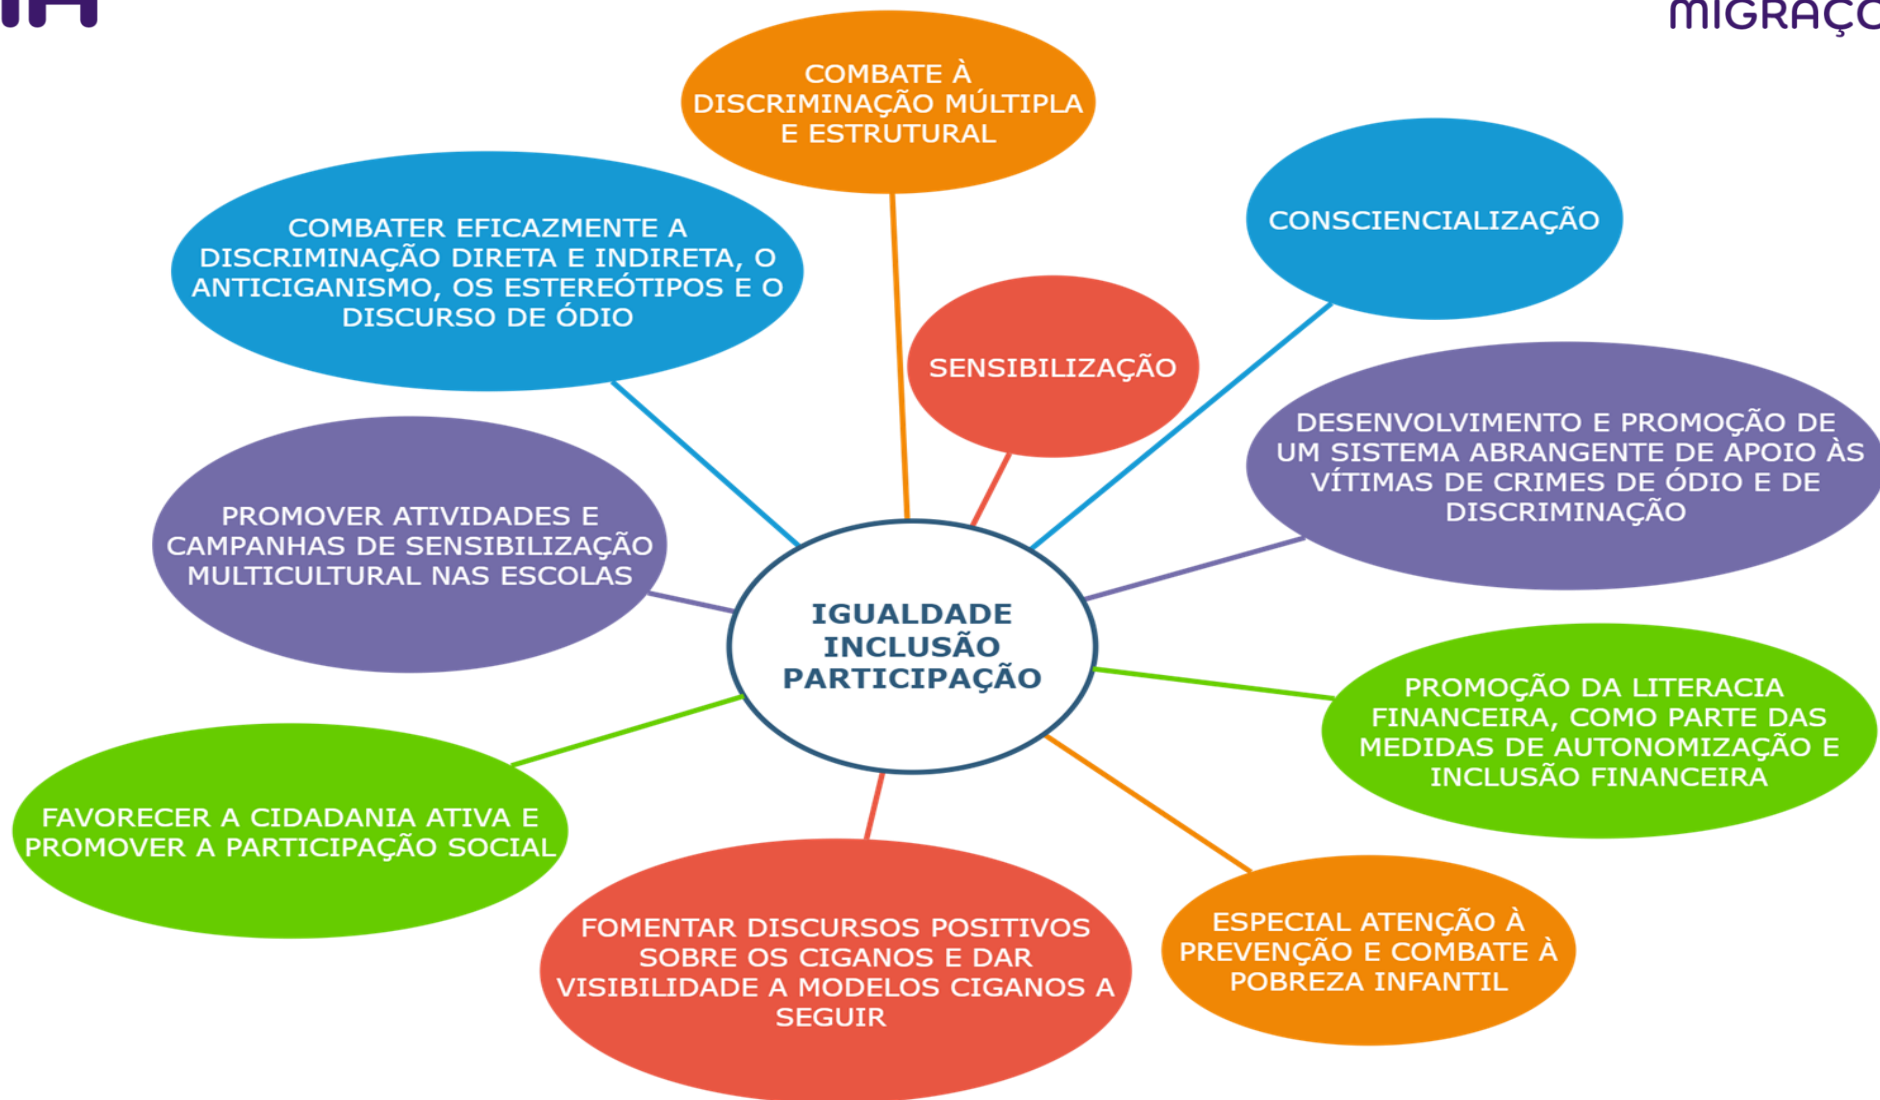 COMBATE À
DISCRIMINAÇÃO MÚLTIPLA
E ESTRUTURAL
CONSCIENCIALIZAÇÃO
COMBATER EFICAZMENTE A
DISCRIMINAÇÃO DIRETA E INDIRETA, O
ANTICIGANISMO, OS ESTEREÓTIPOS E O
DISCURSO DE ÓDIO
SENSIBILIZAÇÃO
DESENVOLVIMENTO E PROMOÇÃO DE
UM SISTEMA ABRANGENTE DE APOIO ÀS
VÍTIMAS DE CRIMES DE ÓDIO E DE
DISCRIMINAÇÃO
PROMOVER ATIVIDADES E
CAMPANHAS DE SENSIBILIZAÇÃO
MULTICULTURAL NAS ESCOLAS
IGUALDADE
INCLUSÃO
PARTICIPAÇÃO
PROMOÇÃO DA LITERACIA
FINANCEIRA, COMO PARTE DAS
MEDIDAS DE AUTONOMIZAÇÃO E
INCLUSÃO FINANCEIRA
FAVORECER A CIDADANIA ATIVA E
PROMOVER A PARTICIPAÇÃO SOCIAL
FOMENTAR DISCURSOS POSITIVOS
SOBRE OS CIGANOS E DAR
VISIBILIDADE A MODELOS CIGANOS A
SEGUIR
ESPECIAL ATENÇÃO À
PREVENÇÃO E COMBATE À
POBREZA INFANTIL